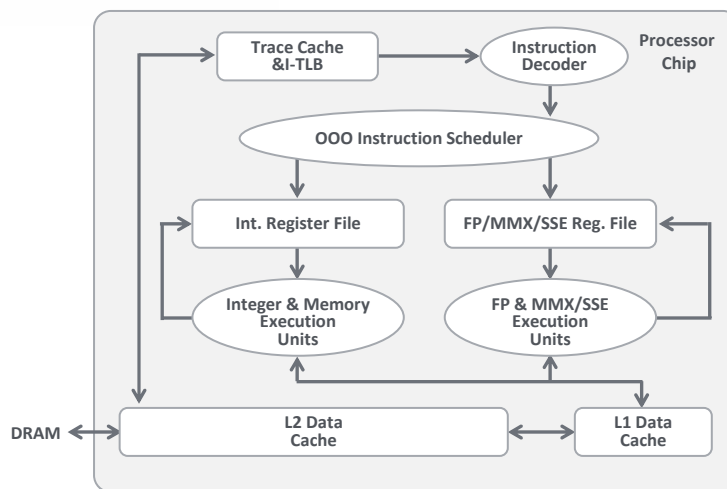 Trace Cache
&I-TLB
Instruction
Decoder
Processor
Chip
OOO Instruction Scheduler
Int. Register File
FP/MMX/SSE Reg. File
Integer & Memory
Execution
Units
FP & MMX/SSE
Execution
Units
DRAM
L2 Data
Cache
L1 Data
Cache